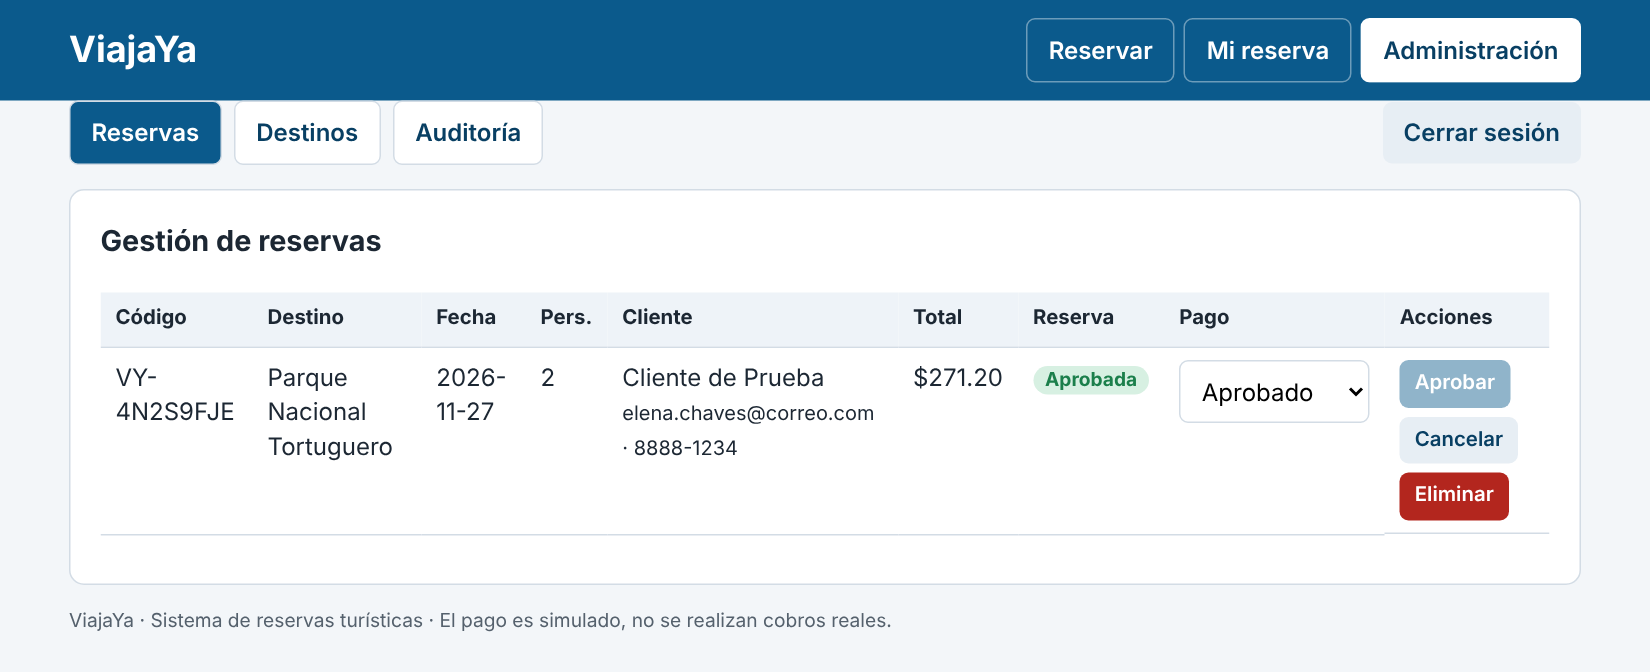 ViajaYa
Reservar
Mi reserva
Administración
Reservas
Destinos
Auditoría
Cerrar sesión
Gestión de reservas
Código Destino Fecha Pers. Cliente Total Reserva Pago Acciones
VY- Parque 2026- 2 Cliente de Prueba $271.20 Aprobada Aprobado Aprobar
4N2S9FJE Nacional 11-27 elena.chaves@correo.com
Tortuguero · 8888-1234 Cancelar
Eliminar
ViajaYa · Sistema de reservas turísticas · El pago es simulado, no se realizan cobros reales.